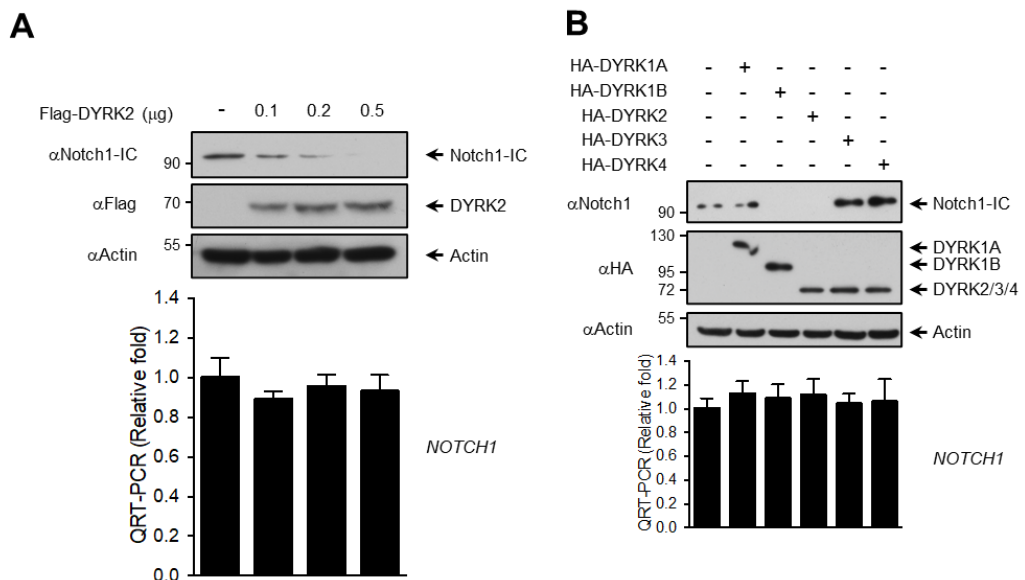 A
Flag-DYRK2 (µg) - 0.1 0.2 0.5
αNotch1-IC 90 Notch1-IC
αFlag 70 DYRK2
αActin 55 Actin
QRT-PCR (Relative fold)
1.4
1.2
1.0
0.8
0.6
0.4
0.2
0.0
NOTCH1
B
HA-DYRK1A - + - - - -
HA-DYRK1B - - + - - -
HA-DYRK2 - - - + - -
HA-DYRK3 - - - - + -
HA-DYRK4 - - - - - +
αNotch1 90 Notch1-IC
αHA
130
95
72
DYRK1A
DYRK1B
DYRK2/3/4
αActin 55 Actin
QRT-PCR (Relative fold)
1.4
1.2
1.0
0.8
0.6
0.4
0.2
0.0
NOTCH1